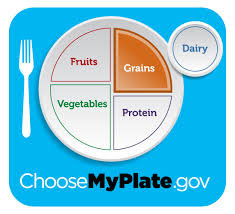 Dairy
Fruits
Grains
Vegetables
Protein
ChooseMyPlate.gov